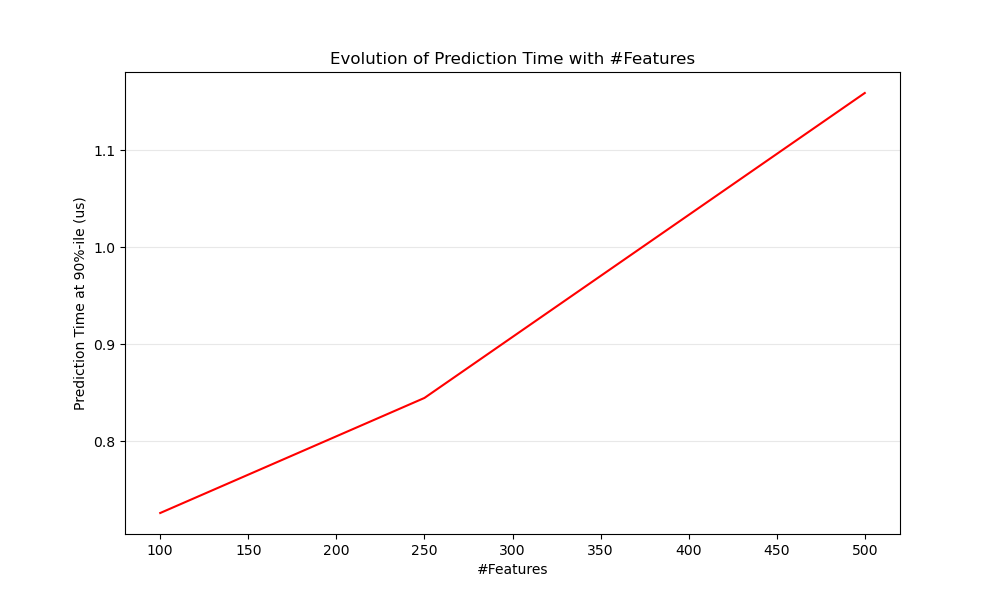 Evolution of Prediction Time with #Features
Prediction Time at 90%-ile (us)
1.1
1.0
0.9
0.8
100 150 200 250 300 350 400 450 500
#Features